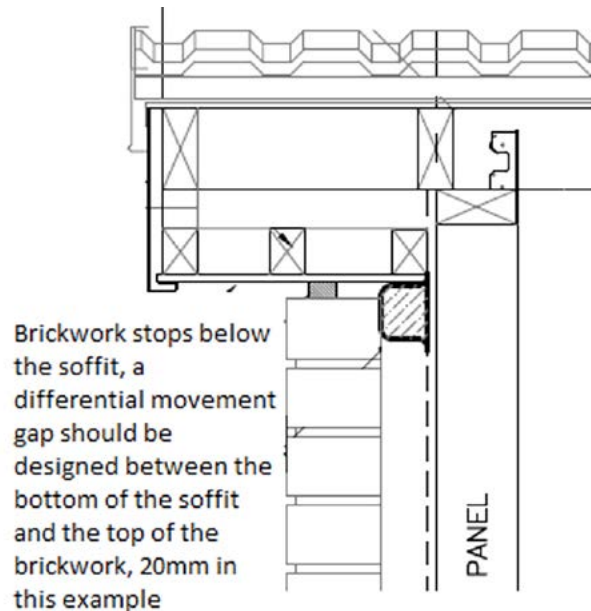 Brickwork stops below
the soffit, a
differential movement
gap should be
designed between the
bottom of the soffit
and the top of the
brickwork, 20mm in
this example
PANEL